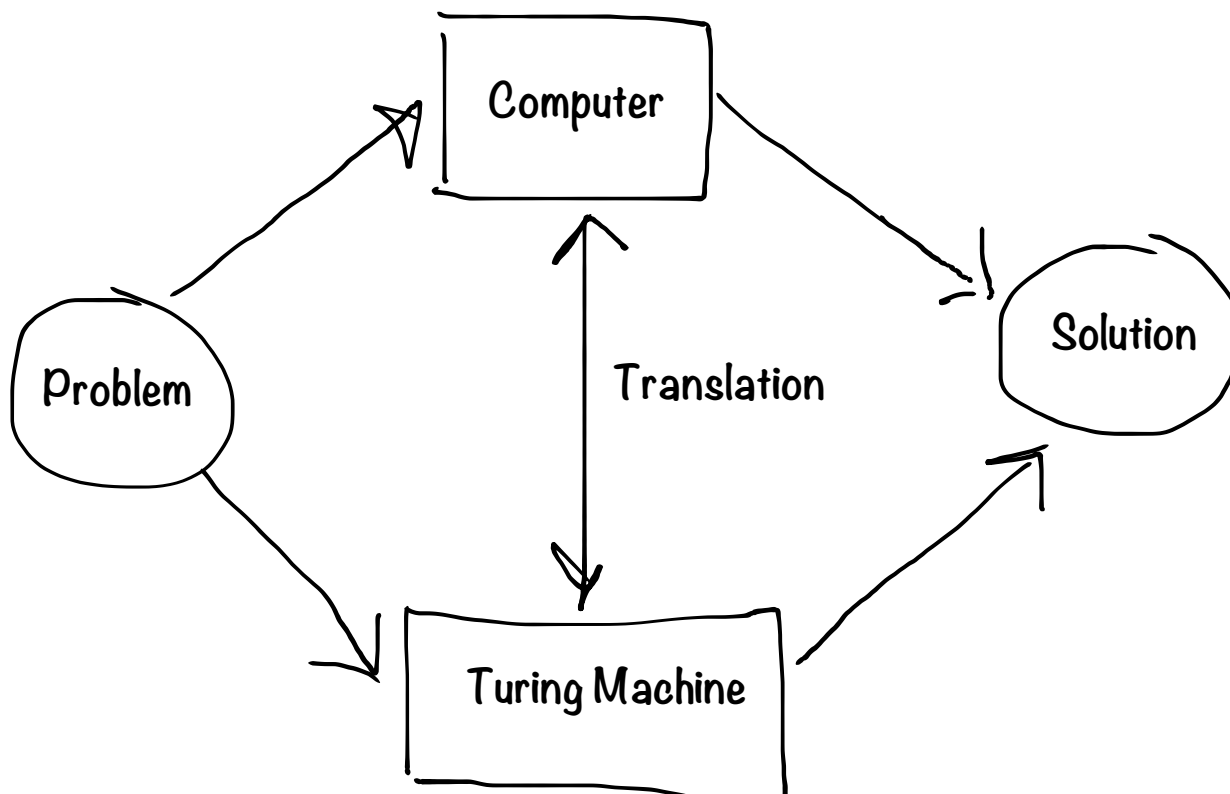 Computer
Problem
Translation
Solution
Turing Machine